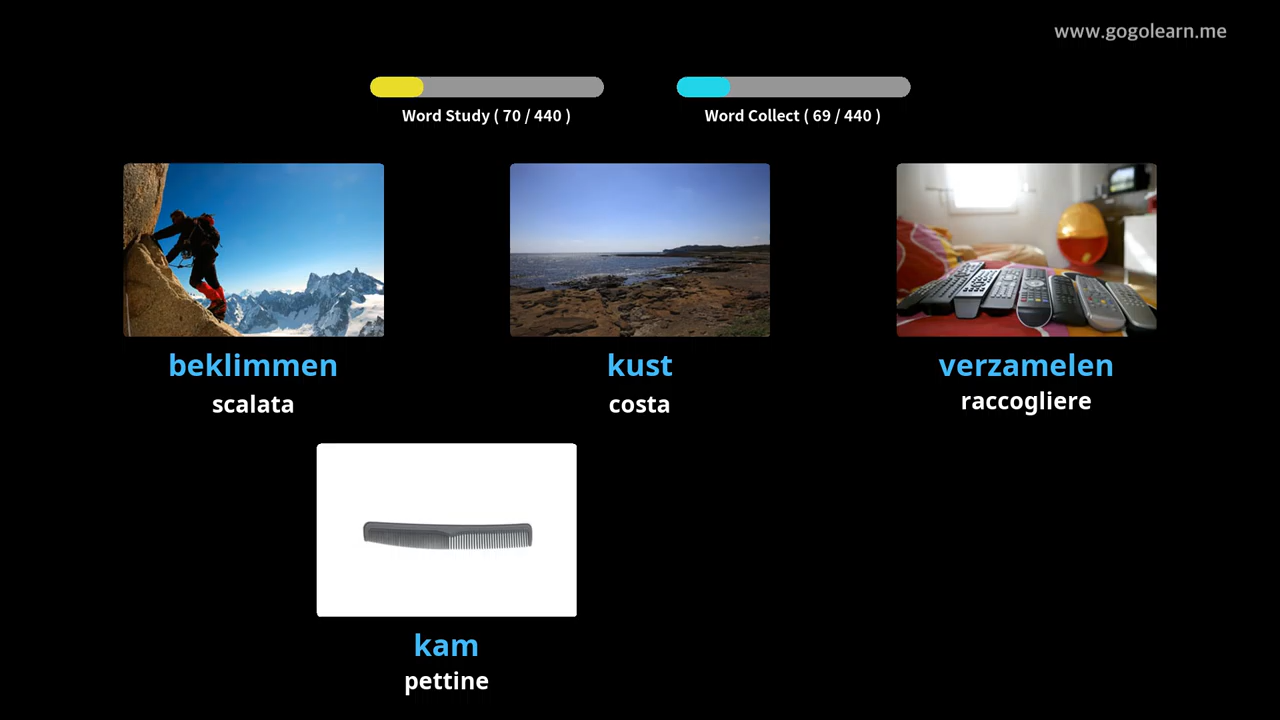 www.gogolearn.me
Word Study ( 70 / 440 )
Word Collect ( 69 / 440 )
beklimmen
scalata
kust
costa
verzamelen
raccogliere
kam
pettine